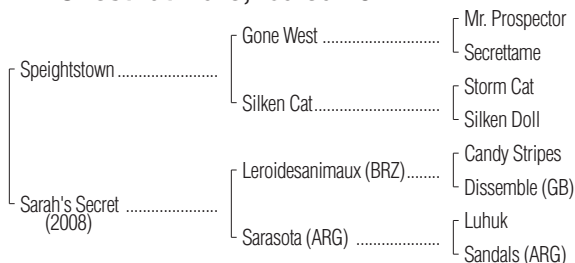 Speightstown
Gone West
Mr. Prospector
Secrettame
Silken Cat
Storm Cat
Silken Doll
Sarah's Secret
(2008)
Leroidesanimaux (BRZ)
Candy Stripes
Dissemble (GB)
Sarasota (ARG)
Luhuk
Sandals (ARG)